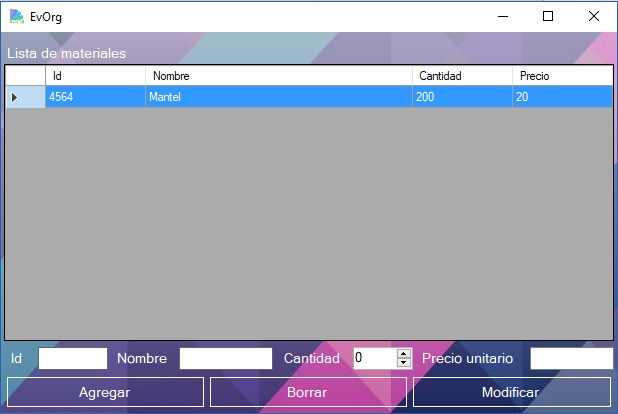 EvOrg
Lista de materiales
Id Nombre Cantidad Precio
4564 Mantel 200 20
Id Nombre Cantidad 0 Precio unitario
Agregar Borrar Modificar